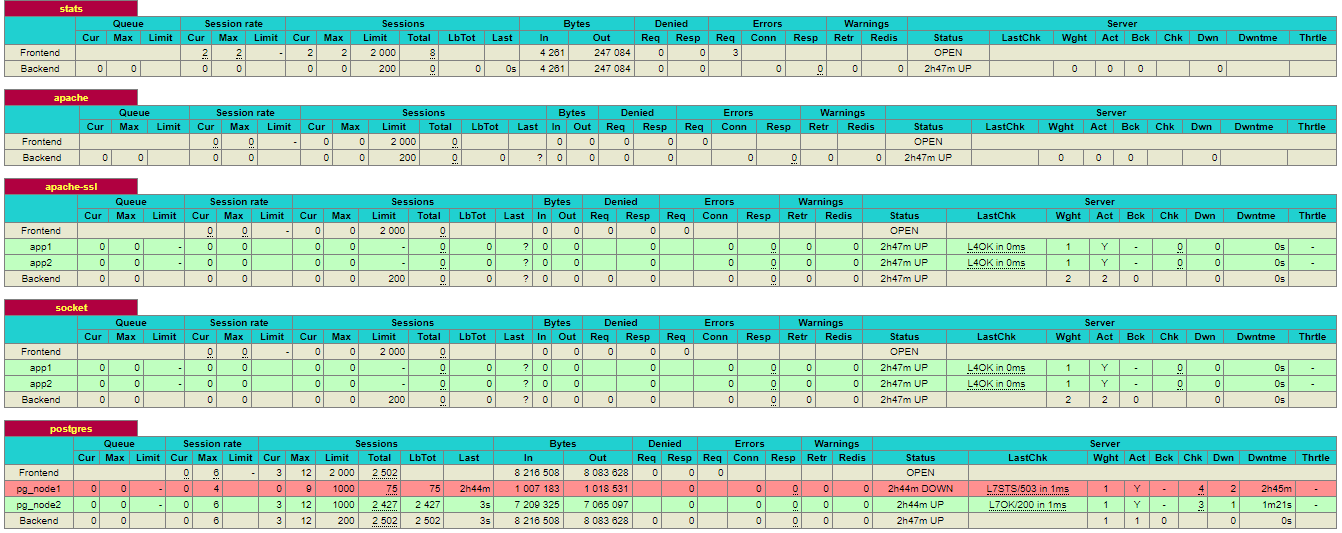 stats
Queue Session rate Sessions Bytes Denied Errors Warnings Server
Cur Max Limit Cur Max Limit Cur Max Limit Total LbTot Last In Out Req Resp Req Conn Resp Retr Redis Status LastChk Wght Act Bck Chk Dwn Dwntme Thrtle
Frontend 2 2 - 2 2 2 000 8 4 261 247 084 0 0 3 OPEN
Backend 0 0 0 0 0 0 200 0 0 0s 4 261 247 084 0 0 0 0 0 0 2h47m UP 0 0 0 0
apache
Queue Session rate Sessions Bytes Denied Errors Warnings Server
Cur Max Limit Cur Max Limit Cur Max Limit Total LbTot Last In Out Req Resp Req Conn Resp Retr Redis Status LastChk Wght Act Bck Chk Dwn Dwntme Thrtle
Frontend 0 0 - 0 0 2 000 0 0 0 0 0 0 OPEN
Backend 0 0 0 0 0 0 200 0 0 ? 0 0 0 0 0 0 0 0 2h47m UP 0 0 0 0
apache-ssl
Queue Session rate Sessions Bytes Denied Errors Warnings Server
Cur Max Limit Cur Max Limit Cur Max Limit Total LbTot Last In Out Req Resp Req Conn Resp Retr Redis Status LastChk Wght Act Bck Chk Dwn Dwntme Thrtle
Frontend 0 0 - 0 0 2 000 0 0 0 0 0 0 OPEN
app1 0 0 - 0 0 0 0 - 0 0 ? 0 0 0 0 0 0 0 2h47m UP L4OK in 0ms 1 Y - 0 0 0s -
app2 0 0 - 0 0 0 0 - 0 0 ? 0 0 0 0 0 0 0 2h47m UP L4OK in 0ms 1 Y - 0 0 0s -
Backend 0 0 0 0 0 0 200 0 0 ? 0 0 0 0 0 0 0 0 2h47m UP 2 2 0 0 0s
socket
Queue Session rate Sessions Bytes Denied Errors Warnings Server
Cur Max Limit Cur Max Limit Cur Max Limit Total LbTot Last In Out Req Resp Req Conn Resp Retr Redis Status LastChk Wght Act Bck Chk Dwn Dwntme Thrtle
Frontend 0 0 - 0 0 2 000 0 0 0 0 0 0 OPEN
app1 0 0 - 0 0 0 0 - 0 0 ? 0 0 0 0 0 0 0 2h47m UP L4OK in 0ms 1 Y - 0 0 0s -
app2 0 0 - 0 0 0 0 - 0 0 ? 0 0 0 0 0 0 0 2h47m UP L4OK in 0ms 1 Y - 0 0 0s -
Backend 0 0 0 0 0 0 200 0 0 ? 0 0 0 0 0 0 0 0 2h47m UP 2 2 0 0 0s
postgres
Queue Session rate Sessions Bytes Denied Errors Warnings Server
Cur Max Limit Cur Max Limit Cur Max Limit Total LbTot Last In Out Req Resp Req Conn Resp Retr Redis Status LastChk Wght Act Bck Chk Dwn Dwntme Thrtle
Frontend 0 6 - 3 12 2 000 2 502 8 216 508 8 083 628 0 0 0 OPEN
pg_node1 0 0 - 0 4 0 9 1000 75 75 2h44m 1 007 183 1 018 531 0 0 0 0 0 2h44m DOWN L7STS/503 in 1ms 1 Y - 4 2 2h45m -
pg_node2 0 0 - 0 6 3 12 1000 2 427 2 427 3s 7 209 325 7 065 097 0 0 0 0 0 2h44m UP L7OK/200 in 1ms 1 Y - 3 1 1m21s -
Backend 0 0 0 6 3 12 200 2 502 2 502 3s 8 216 508 8 083 628 0 0 0 0 0 0 2h47m UP 1 1 0 0 0s